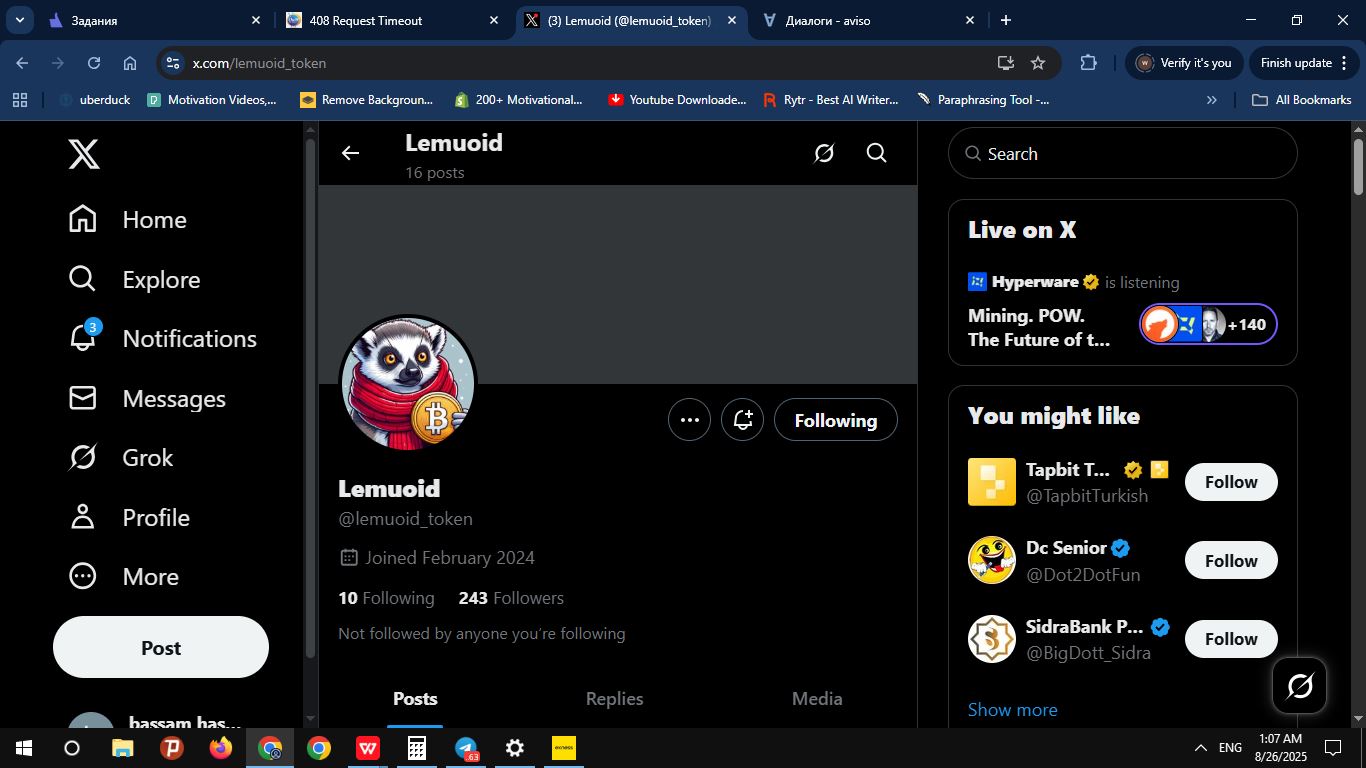 Задания
408 Request Timeout
(3) Lemuoid (@lemuoid_token)
Диалоги - aviso
x.com/lemuoid_token
Verify it's you
Finish update
uberduck
Motivation Videos,...
Remove Backgroun...
200+ Motivational...
Youtube Downloade...
Rytr - Best AI Writer...
Paraphrasing Tool -...
All Bookmarks
Home
Explore
3
Notifications
Messages
Grok
Profile
More
Post
bassam has...
Lemuoid
16 posts
Following
Lemuoid
@lemuoid_token
Joined February 2024
10 Following 243 Followers
Not followed by anyone you're following
Posts
Replies
Media
Search
Live on X
Hyperware is listening
Mining. POW.
The Future of t...
+140
You might like
Tapbit T...
@TapbitTurkish
Follow
Dc Senior
@Dot2DotFun
Follow
SidraBank P...
@BigDott_Sidra
Follow
Show more
63
exness
ENG
1:07 AM
8/26/2025